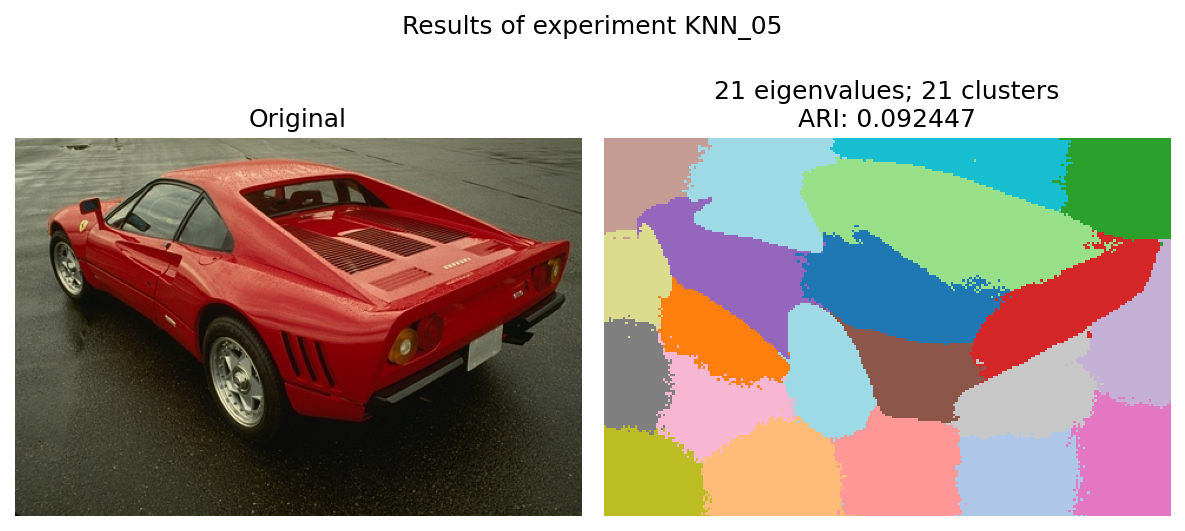 Results of experiment KNN_05
Original
21 eigenvalues; 21 clusters
ARI: 0.092447